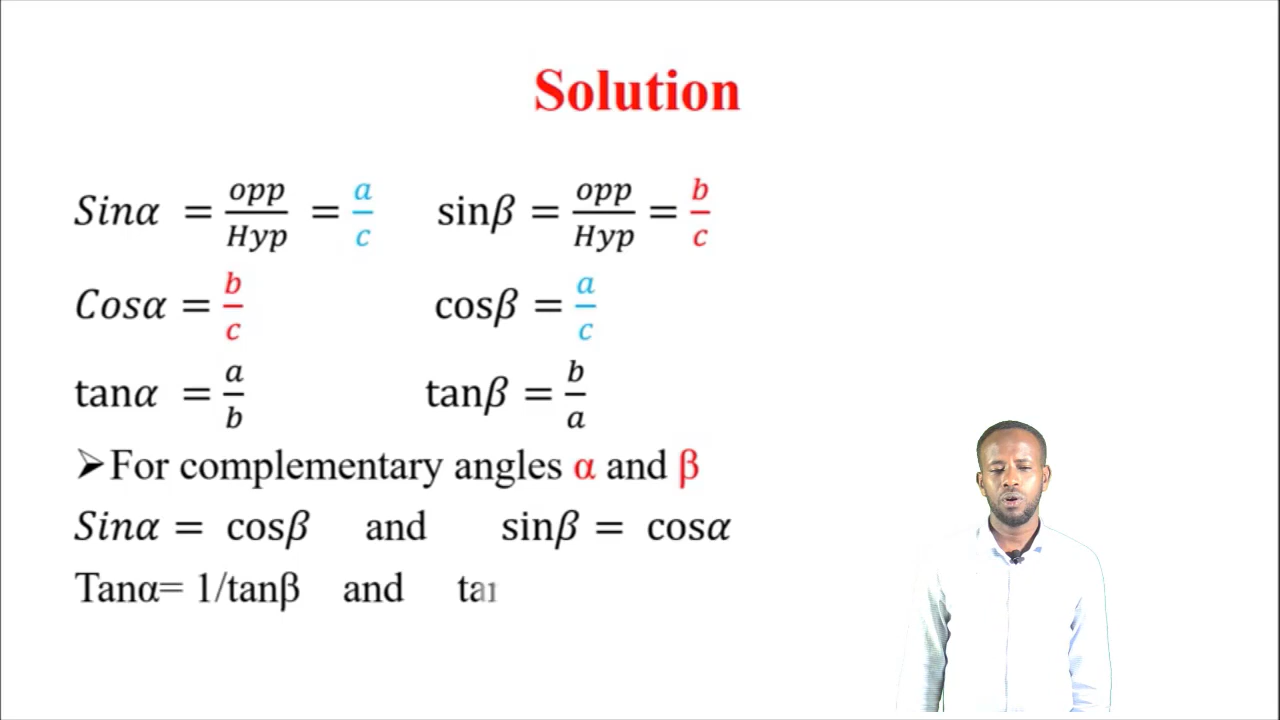 Solution
Sinα = opp/Hyp = a/c sinβ = opp/Hyp = b/c
Cosα = b/c cosβ = a/c
tanα = a/b tanβ = b/a
➢For complementary angles α and β
Sinα = cosβ and sinβ = cosα
Tanα= 1/tanβ and